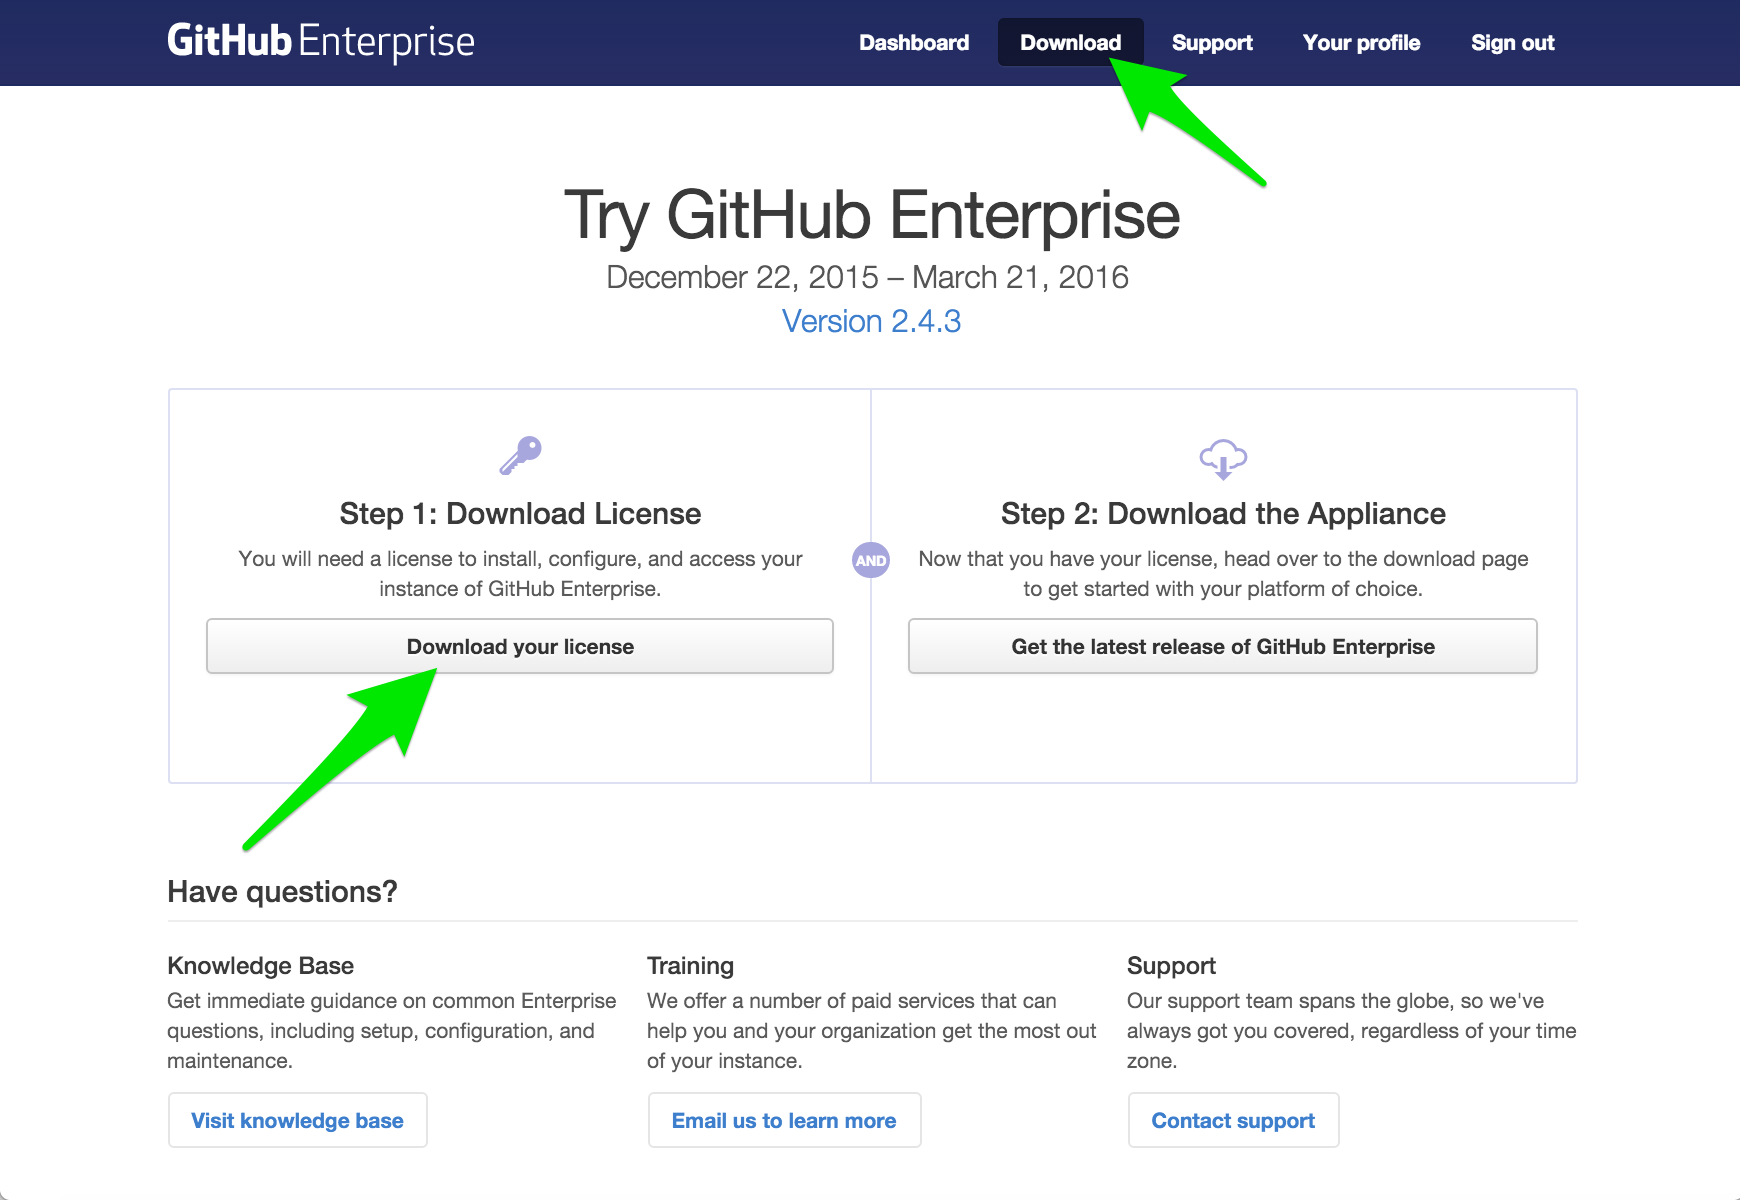 GitHub Enterprise
Dashboard Download Support Your profile Sign out
Try GitHub Enterprise
December 22, 2015 – March 21, 2016
Version 2.4.3
Step 1: Download License
You will need a license to install, configure, and access your
instance of GitHub Enterprise.
Download your license
AND
Step 2: Download the Appliance
Now that you have your license, head over to the download page
to get started with your platform of choice.
Get the latest release of GitHub Enterprise
Have questions?
Knowledge Base
Get immediate guidance on common Enterprise
questions, including setup, configuration, and
maintenance.
Visit knowledge base
Training
We offer a number of paid services that can
help you and your organization get the most out
of your instance.
Email us to learn more
Support
Our support team spans the globe, so we've
always got you covered, regardless of your time
zone.
Contact support